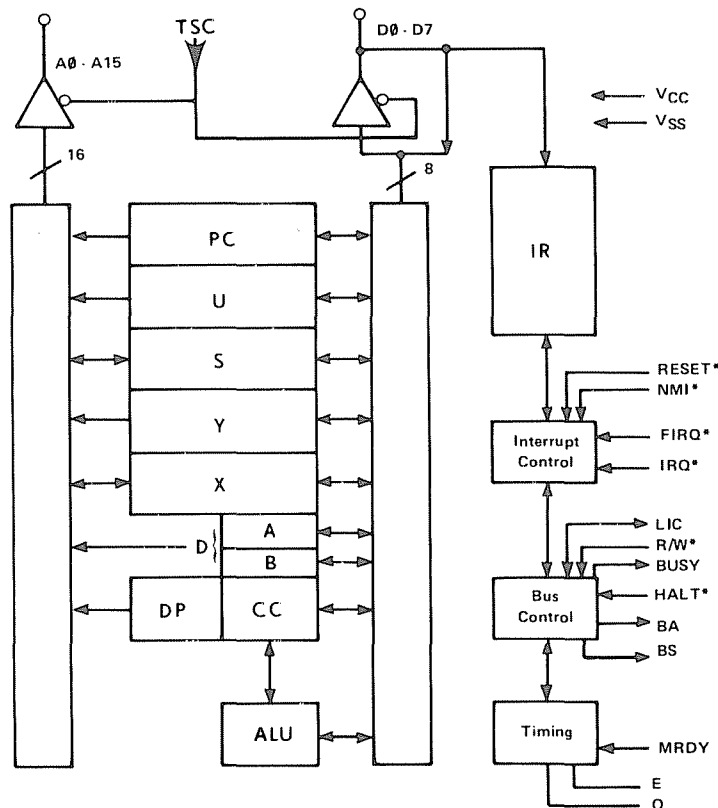 TSC
D0 - D7
AØ - A15
VCC
VSS
16
8
PC
IR
U
S
RESET*
NMI*
Y
Interrupt
Control
FIRQ*
IRQ*
X
A
D
B
LIC
R/W*
BUSY
DP
CC
Bus
Control
HALT*
BA
BS
ALU
Timing
MRDY
E
Q